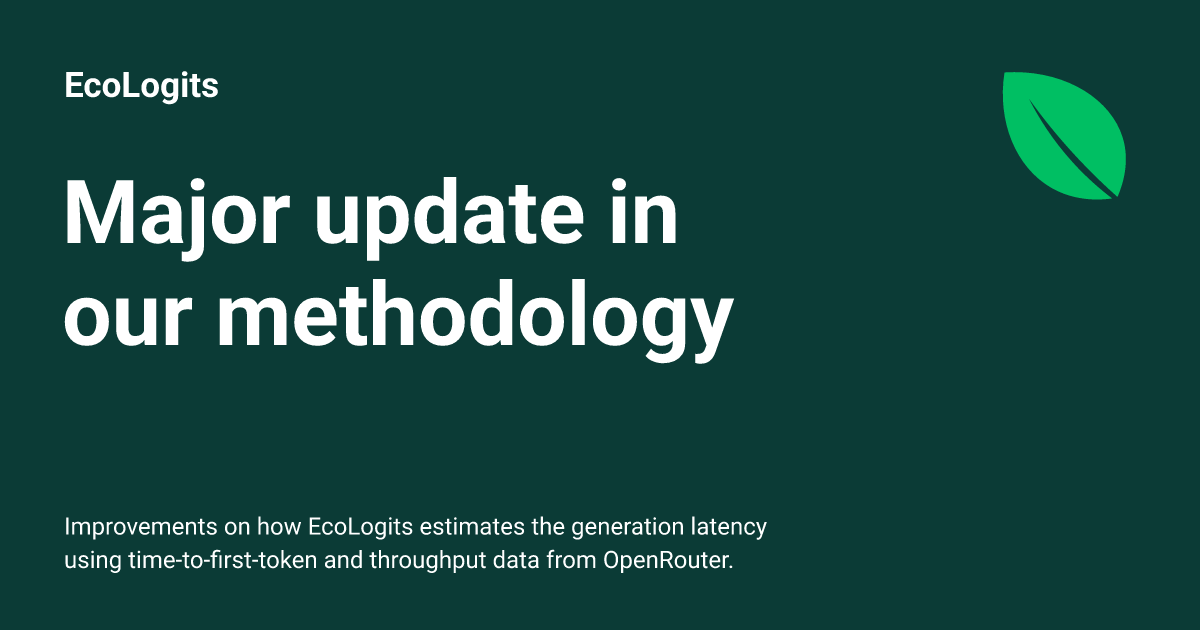 EcoLogits
Major update in
our methodology
Improvements on how EcoLogits estimates the generation latency
using time-to-first-token and throughput data from OpenRouter.